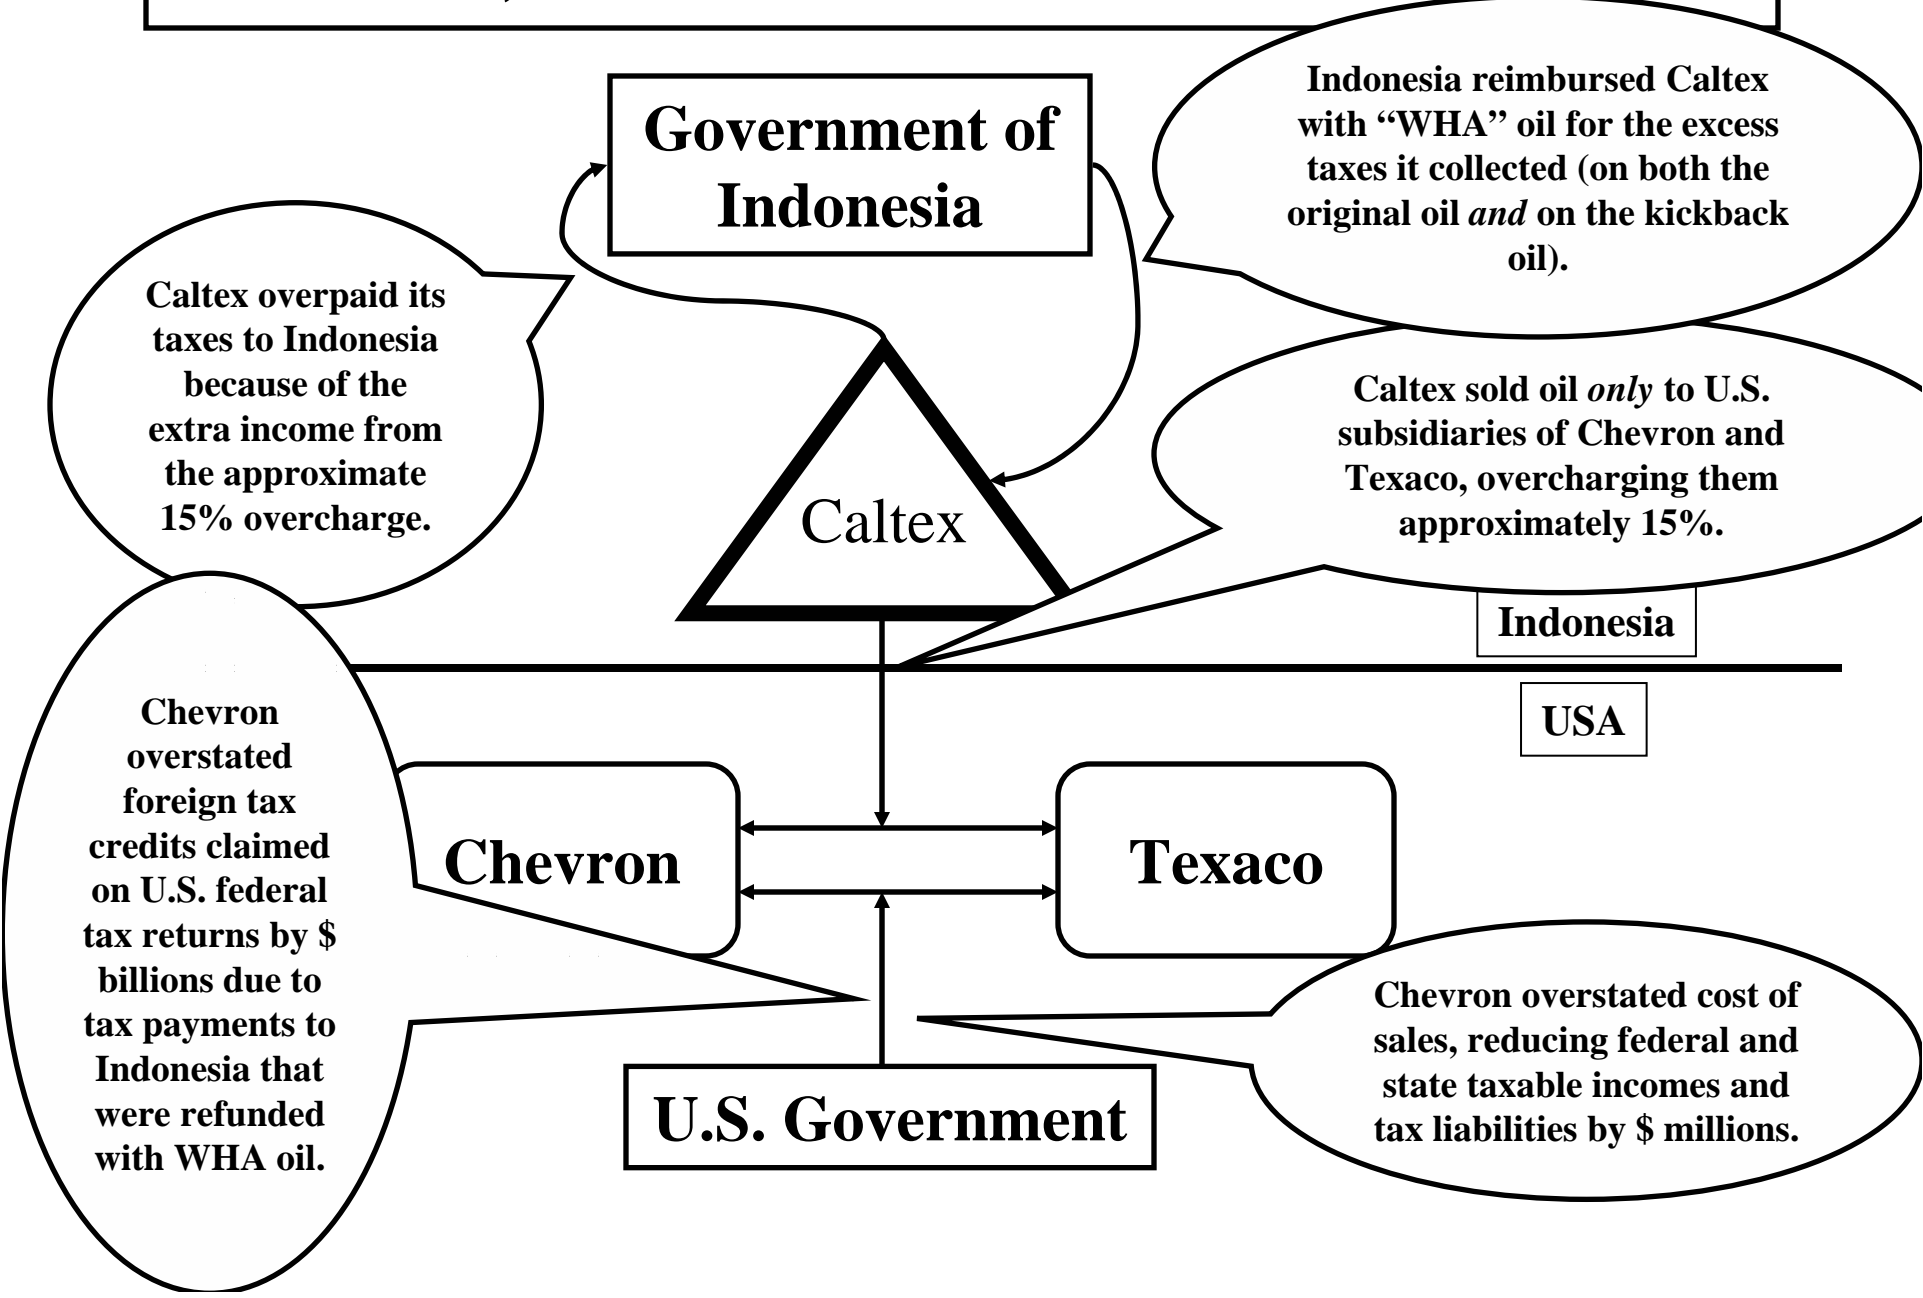 Government of
Indonesia
Indonesia reimbursed Caltex
with “WHA” oil for the excess
taxes it collected (on both the
original oil and on the kickback
oil).
Caltex overpaid its
taxes to Indonesia
because of the
extra income from
the approximate
15% overcharge.
Caltex sold oil only to U.S.
subsidiaries of Chevron and
Texaco, overcharging them
approximately 15%.
Caltex
Indonesia
USA
Chevron
overstated
foreign tax
credits claimed
on U.S. federal
tax returns by $
billions due to
tax payments to
Indonesia that
were refunded
with WHA oil.
Chevron
Texaco
Chevron overstated cost of
sales, reducing federal and
state taxable incomes and
tax liabilities by $ millions.
U.S. Government